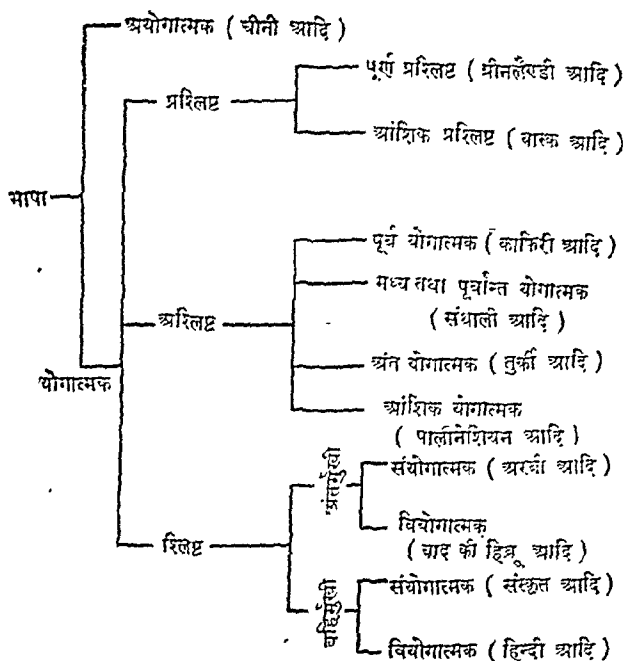 अयोगात्मक ( चीनी आदि )
पूर्ण प्रश्लिष्ट ( ग्रीनलैण्डी आदि )
प्रश्लिष्ट
आंशिक प्रश्लिष्ट ( बास्क आदि )
भाषा
पूर्व योगात्मक ( काफिरी आदि )
मध्य तथा पूर्वान्त योगात्मक
( संथाली आदि )
अश्लिष्ट
अंत योगात्मक ( तुर्की आदि )
योगात्मक
आंशिक योगात्मक
( पालीनेशियन आदि )
अंतर्मुखी
संयोगात्मक ( अरबी आदि )
वियोगात्मक
( बाद की हिब्रू आदि )
श्लिष्ट
बहिर्मुखी
संयोगात्मक ( संस्कृत आदि )
वियोगात्मक ( हिन्दी आदि )